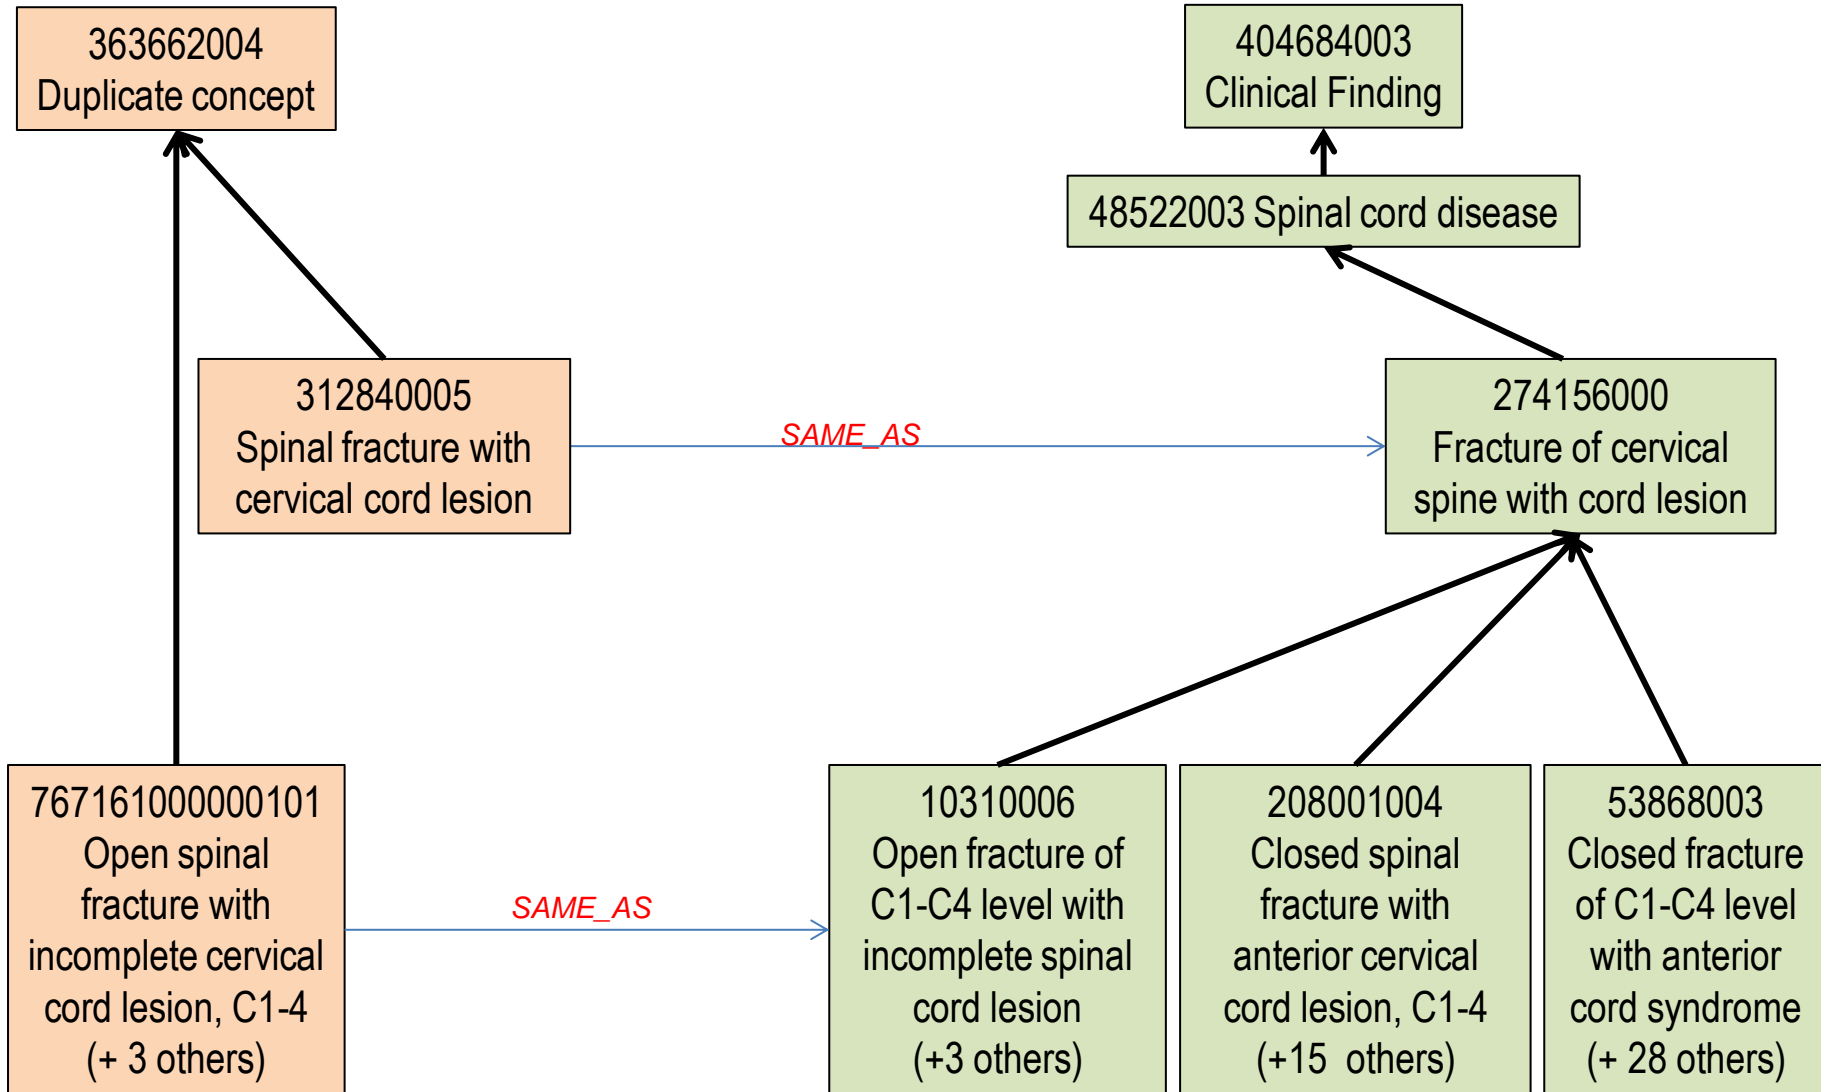 363662004
Duplicate concept
404684003
Clinical Finding
48522003 Spinal cord disease
312840005
Spinal fracture with
cervical cord lesion
SAME_AS
274156000
Fracture of cervical
spine with cord lesion
767161000000101
Open spinal
fracture with
incomplete cervical
cord lesion, C1-4
(+ 3 others)
SAME_AS
10310006
Open fracture of
C1-C4 level with
incomplete spinal
cord lesion
(+3 others)
208001004
Closed spinal
fracture with
anterior cervical
cord lesion, C1-4
(+15 others)
53868003
Closed fracture
of C1-C4 level
with anterior
cord syndrome
(+ 28 others)